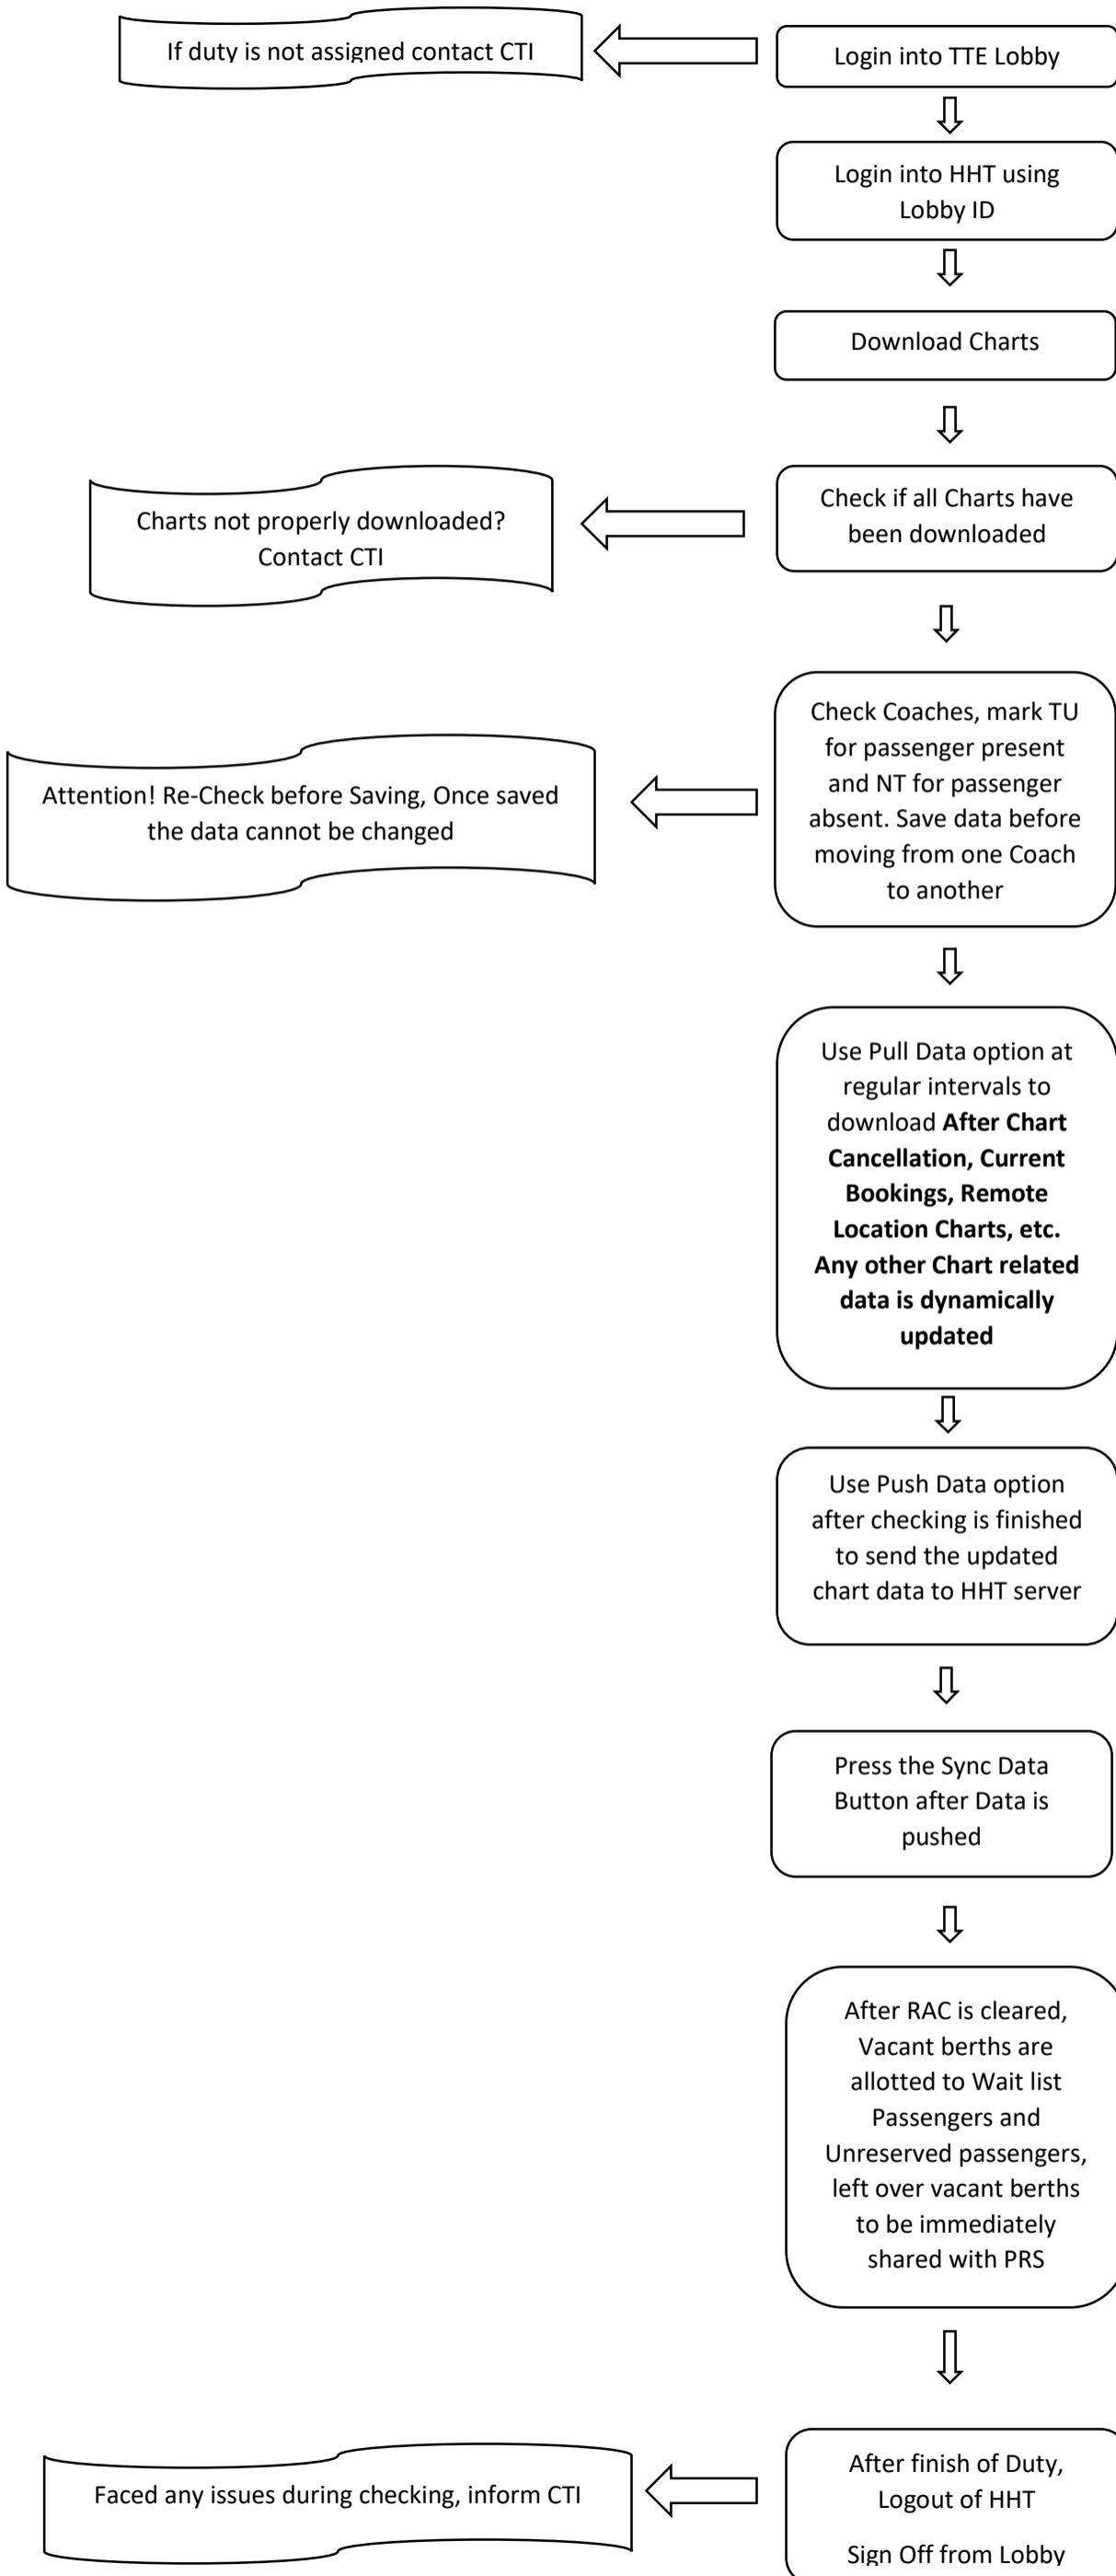 If duty is not assigned contact CTI
Login into TTE Lobby
Login into HHT using
Lobby ID
Download Charts
Charts not properly downloaded?
Contact CTI
Check if all Charts have
been downloaded
Attention! Re-Check before Saving, Once saved
the data cannot be changed
Check Coaches, mark TU
for passenger present
and NT for passenger
absent. Save data before
moving from one Coach
to another
Use Pull Data option at
regular intervals to
download After Chart
Cancellation, Current
Bookings, Remote
Location Charts, etc.
Any other Chart related
data is dynamically
updated
Use Push Data option
after checking is finished
to send the updated
chart data to HHT server
Press the Sync Data
Button after Data is
pushed
After RAC is cleared,
Vacant berths are
allotted to Wait list
Passengers and
Unreserved passengers,
left over vacant berths
to be immediately
shared with PRS
Faced any issues during checking, inform CTI
After finish of Duty,
Logout of HHT
Sign Off from Lobby